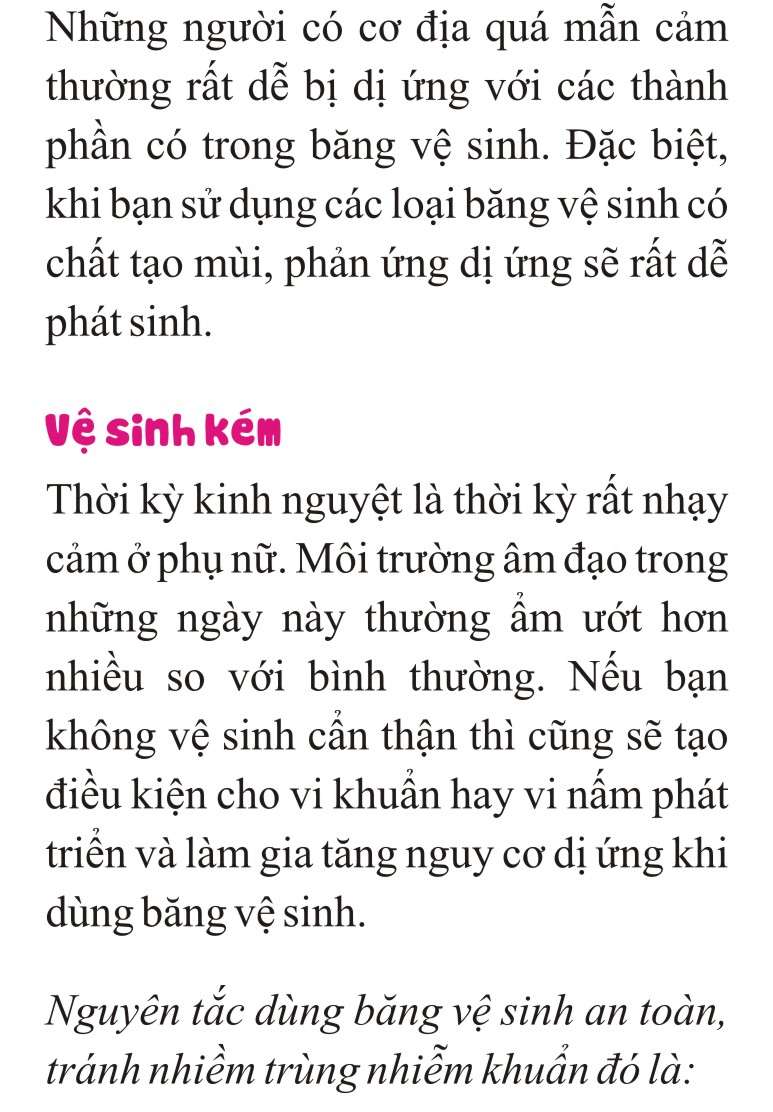 Những người có cơ địa quá mẫn cảm
thường rất dễ bị dị ứng với các thành
phần có trong băng vệ sinh. Đặc biệt,
khi bạn sử dụng các loại băng vệ sinh có
chất tạo mùi, phản ứng dị ứng sẽ rất dễ
phát sinh.
Vệ sinh kém
Thời kỳ kinh nguyệt là thời kỳ rất nhạy
cảm ở phụ nữ. Môi trường âm đạo trong
những ngày này thường ẩm ướt hơn
nhiều so với bình thường. Nếu bạn
không vệ sinh cẩn thận thì cũng sẽ tạo
điều kiện cho vi khuẩn hay vi nấm phát
triển và làm gia tăng nguy cơ dị ứng khi
dùng băng vệ sinh.
Nguyên tắc dùng băng vệ sinh an toàn,
tránh nhiềm trùng nhiễm khuẩn đó là: